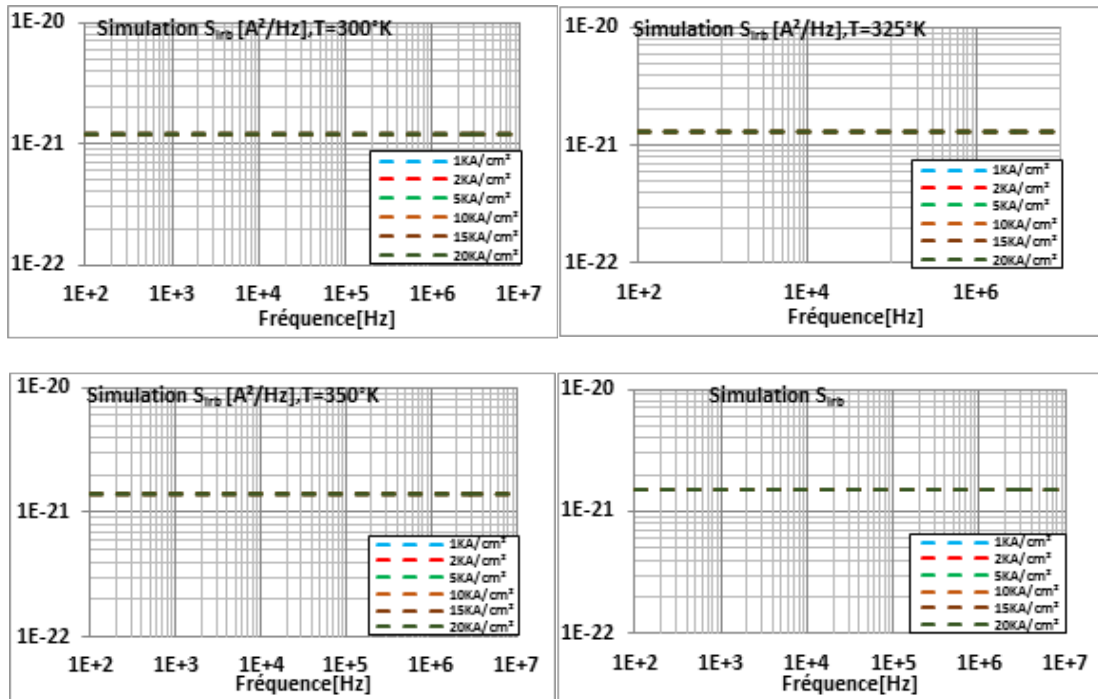 1E-20
Simulation Sirb [A²/Hz],T=300°K
1E-21
1KA/cm²
2KA/cm²
5KA/cm²
10KA/cm²
15KA/cm²
20KA/cm²
1E-22
1E+2 1E+3 1E+4 1E+5 1E+6 1E+7
Fréquence[Hz]
1E-20
Simulation Sirb [A²/Hz],T=325°K
1E-21
1KA/cm²
2KA/cm²
5KA/cm²
10KA/cm²
15KA/cm²
20KA/cm²
1E-22
1E+2 1E+4 1E+6
Fréquence[Hz]
1E-20
Simulation Sirb [A²/Hz],T=350°K
1E-21
1KA/cm²
2KA/cm²
5KA/cm²
10KA/cm²
15KA/cm²
20KA/cm²
1E-22
1E+2 1E+3 1E+4 1E+5 1E+6 1E+7
Fréquence[Hz]
1E-20
Simulation Sirb
1E-21
1KA/cm²
2KA/cm²
5KA/cm²
10KA/cm²
15KA/cm²
20KA/cm²
1E-22
1E+2 1E+3 1E+4 1E+5 1E+6 1E+7
Fréquence[Hz]